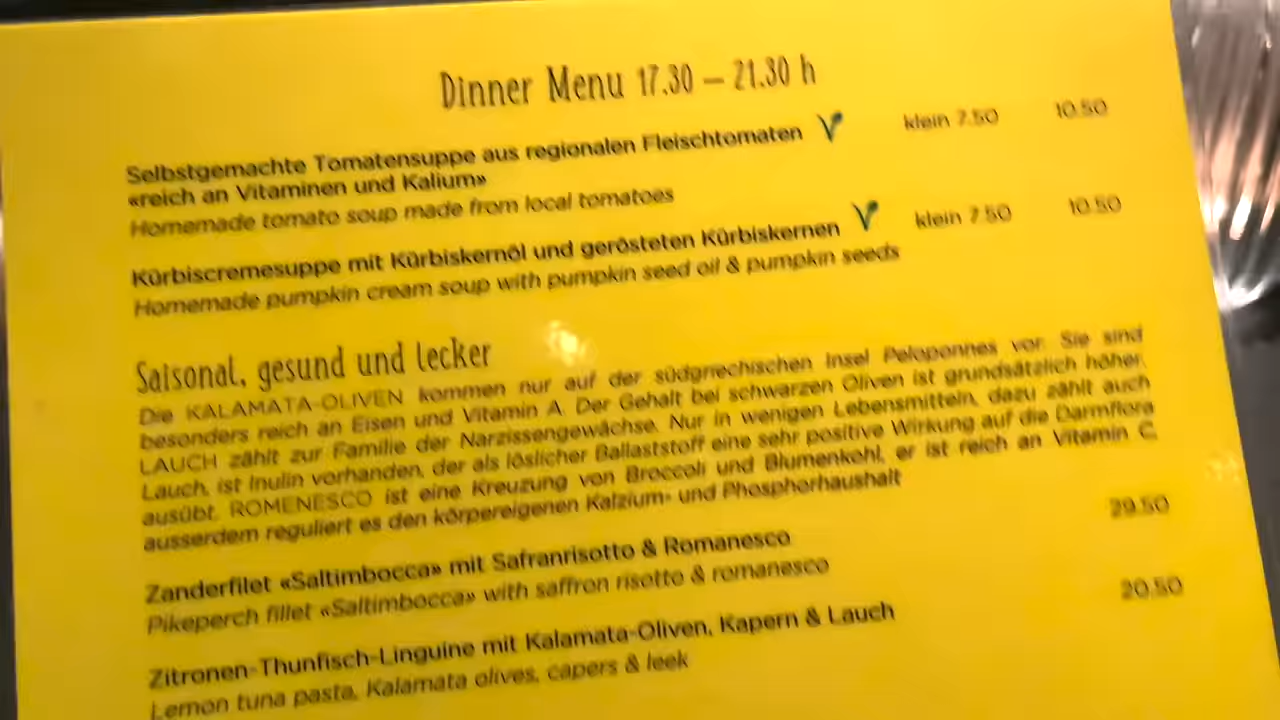 Dinner Menu 17.30 – 21.30 h
Selbstgemachte Tomatensuppe aus regionalen Fleischtomaten klein 7.50 10.50
«reich an Vitaminen und Kalium»
Homemade tomato soup made from local tomatoes
Kürbiscremesuppe mit Kürbiskernöl und gerösteten Kürbiskernen klein 7.50 10.50
Homemade pumpkin cream soup with pumpkin seed oil & pumpkin seeds
Saisonal, gesund und lecker
Die KALAMATA-OLIVEN kommen nur auf der südgriechischen Insel Peloponnes vor. Sie sind
besonders reich an Eisen und Vitamin A. Der Gehalt bei schwarzen Oliven ist grundsätzlich höher.
LAUCH zählt zur Familie der Narzissengewächse. Nur in wenigen Lebensmitteln, dazu zählt auch
Lauch, ist Inulin vorhanden, der als löslicher Ballaststoff eine sehr positive Wirkung auf die Darmflora
ausübt. ROMENESCO ist eine Kreuzung von Broccoli und Blumenkohl, er ist reich an Vitamin C,
ausserdem reguliert es den körpereigenen Kalzium- und Phosphorhaushalt
Zanderfilet «Saltimbocca» mit Safranrisotto & Romanesco 29.50
Pikeperch fillet «Saltimbocca» with saffron risotto & romanesco
Zitronen-Thunfisch-Linguine mit Kalamata-Oliven, Kapern & Lauch 20.50
Lemon tuna pasta, Kalamata olives, capers & leek